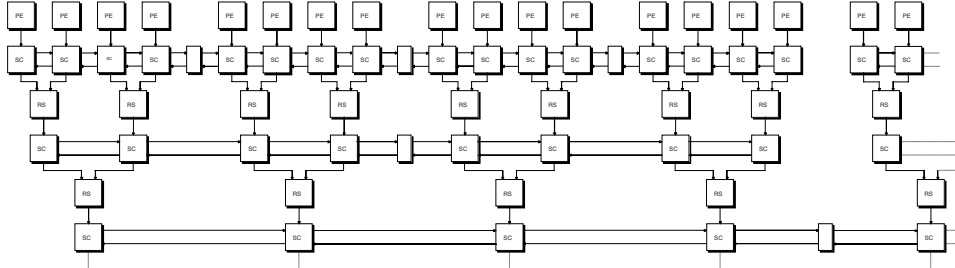 PE PE PE PE PE PE PE PE PE PE PE PE PE PE PE PE PE PE
SC SC SC SC SC SC SC SC SC SC SC SC SC SC SC SC SC SC
RS RS RS RS RS RS RS RS
SC SC SC SC SC SC SC SC SC
RS RS RS RS RS
SC SC SC SC SC